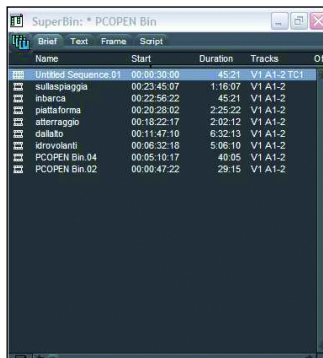 SuperBin: * PCOPEN Bin
Brief Text Frame Script
Name Start Duration Tracks Of
Untitled Sequence.01 00:00:30:00 45:21 V1 A1-2 TC1
sullaspiaggia 00:23:45:07 1:16:07 V1 A1-2
inbarca 00:22:56:22 45:21 V1 A1-2
piattaforma 00:20:28:02 2:25:22 V1 A1-2
atterraggio 00:18:22:17 2:02:12 V1 A1-2
dallalto 00:11:47:10 6:32:13 V1 A1-2
idrovolanti 00:06:32:18 5:06:10 V1 A1-2
PCOPEN Bin.04 00:05:10:17 40:05 V1 A1-2
PCOPEN Bin.02 00:00:47:22 29:15 V1 A1-2